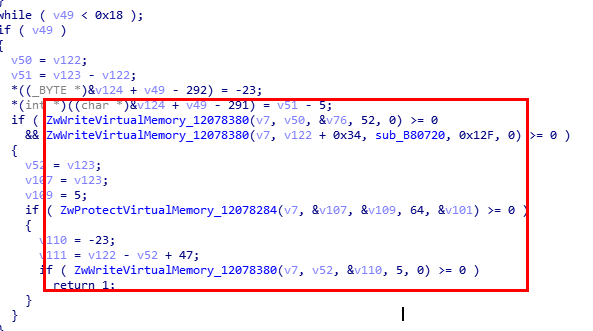 while ( v49 < 0x18 );
if ( v49 )
{
v50 = v122;
v51 = v123 - v122;
*((_BYTE *)&v124 + v49 - 292) = -23;
*(int *)((char *)&v124 + v49 - 291) = v51 - 5;
if ( ZwWriteVirtualMemory_12078380(v7, v50, &v76, 52, 0) >= 0
&& ZwWriteVirtualMemory_12078380(v7, v122 + 0x34, sub_B80720, 0x12F, 0) >= 0 )
{
v52 = v123;
v107 = v123;
v109 = 5;
if ( ZwProtectVirtualMemory_12078284(v7, &v107, &v109, 64, &v101) >= 0 )
{
v110 = -23;
v111 = v122 - v52 + 47;
if ( ZwWriteVirtualMemory_12078380(v7, v52, &v110, 5, 0) >= 0 )
return 1;
}
}